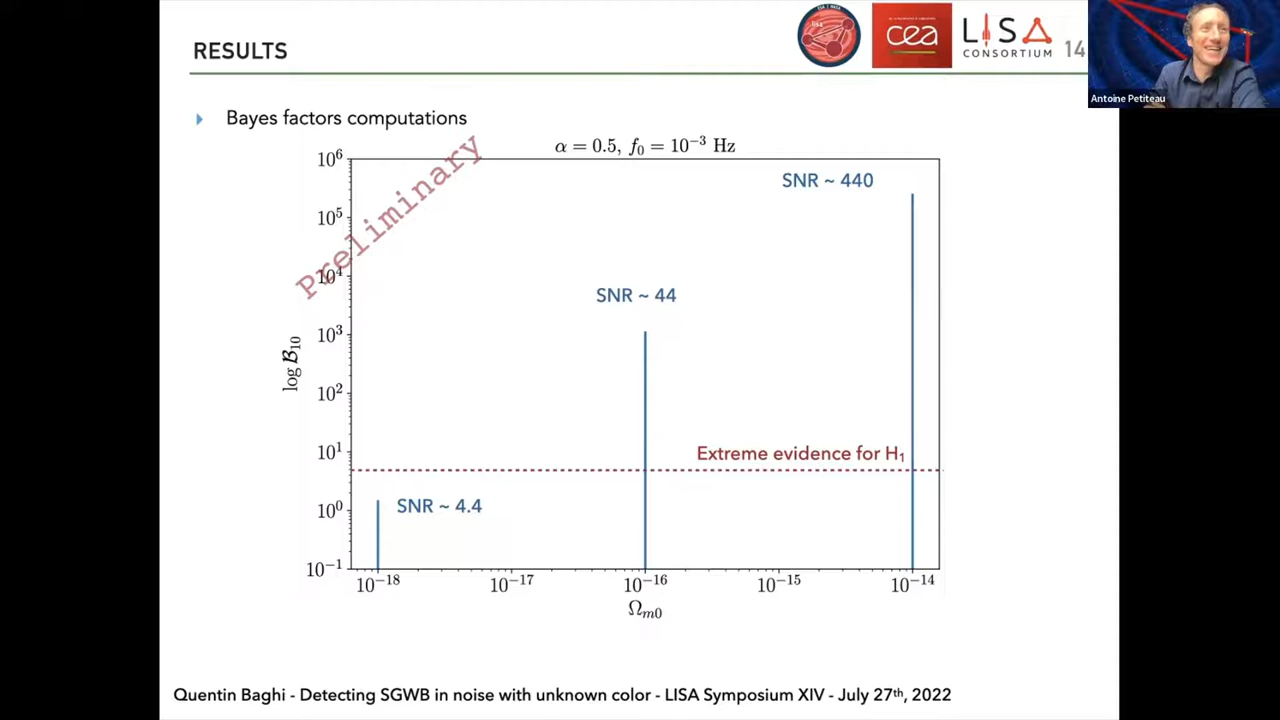 RESULTS
lisa
cea
LISA
CONSORTIUM
14
Antoine Petiteau
Bayes factors computations
Preliminary
α = 0.5, f₀ = 10⁻³ Hz
10⁶
10⁵
10⁴
10³
10²
10¹
10⁰
10⁻¹
log B₁₀
SNR ~ 440
SNR ~ 44
Extreme evidence for H₁
SNR ~ 4.4
10⁻¹⁸ 10⁻¹⁷ 10⁻¹⁶ 10⁻¹⁵ 10⁻¹⁴
Ωₘ₀
Quentin Baghi - Detecting SGWB in noise with unknown color - LISA Symposium XIV - July 27ᵗʰ, 2022